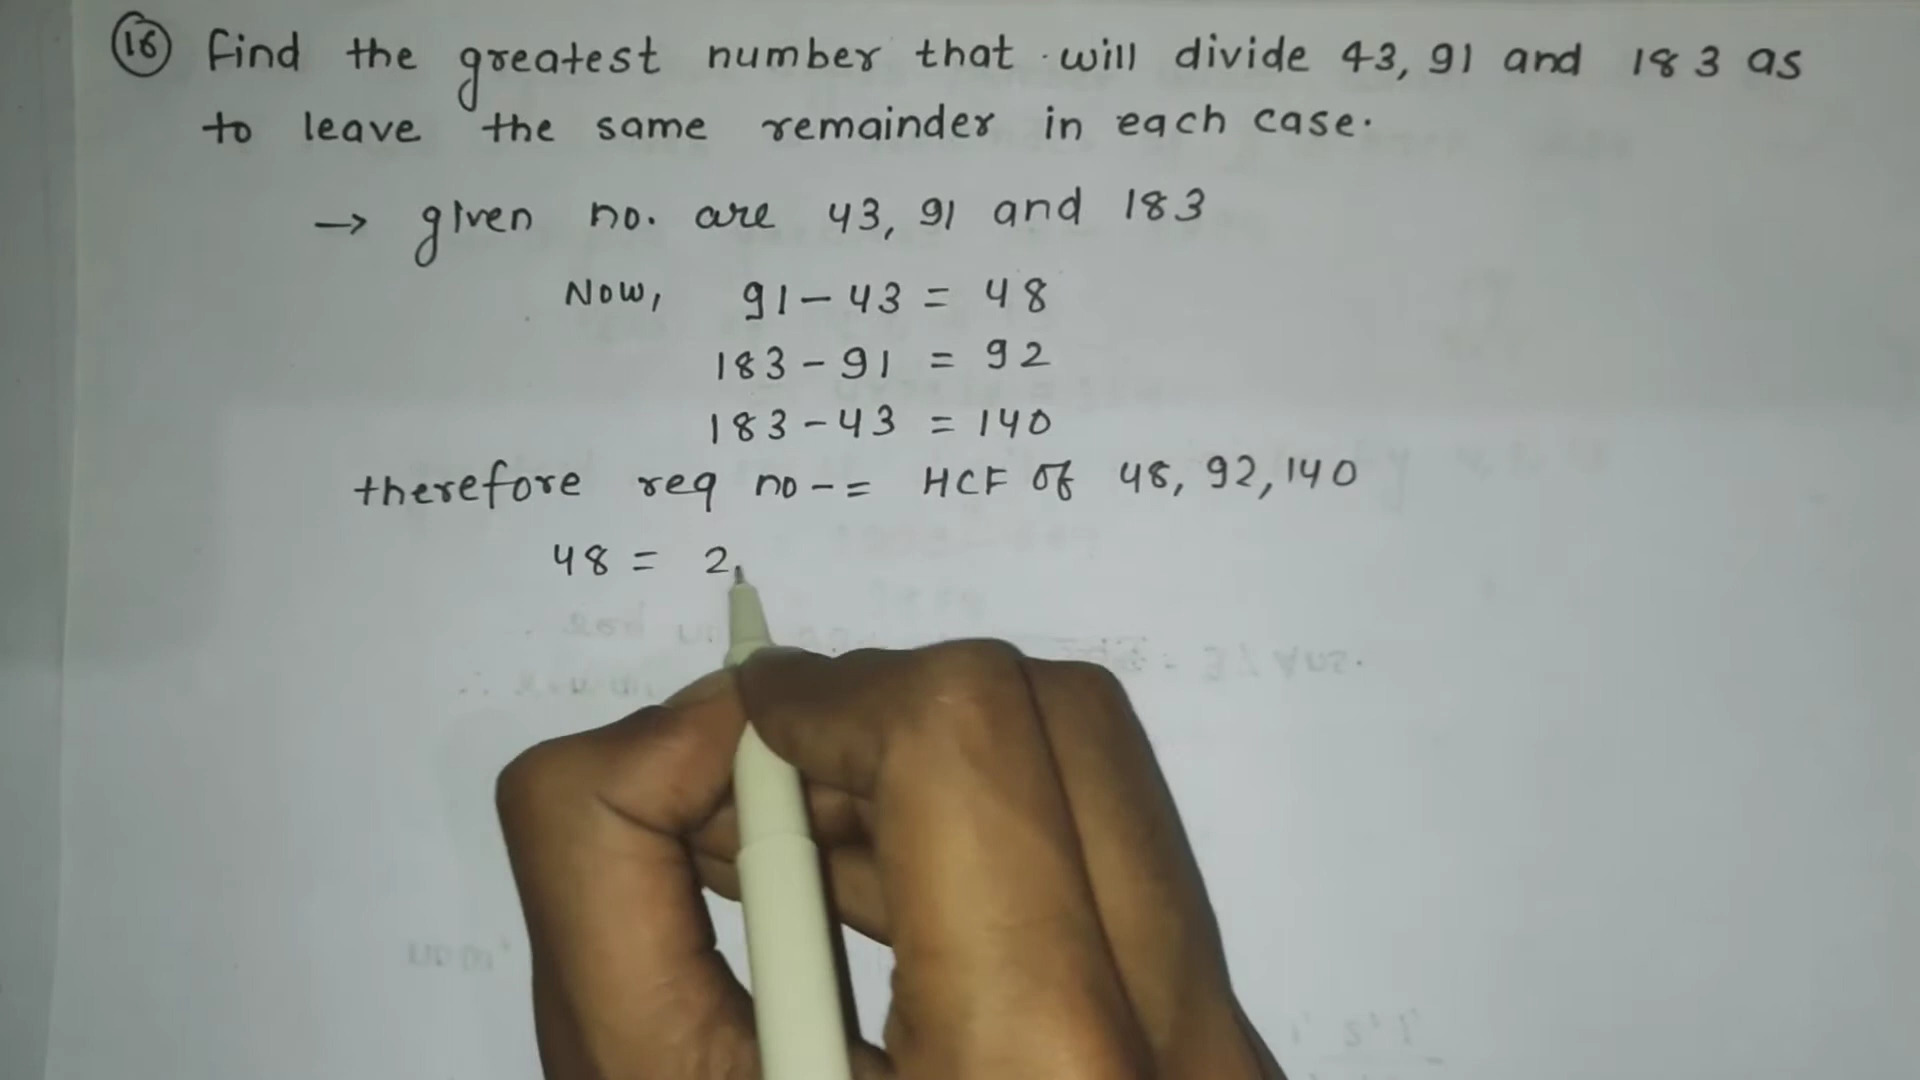 16 Find the greatest number that will divide 43, 91 and 183 as
to leave the same remainder in each case.
→ given no. are 43, 91 and 183
Now, 91 - 43 = 48
183 - 91 = 92
183 - 43 = 140
therefore req no - = HCF of 48, 92, 140
48 = 2.